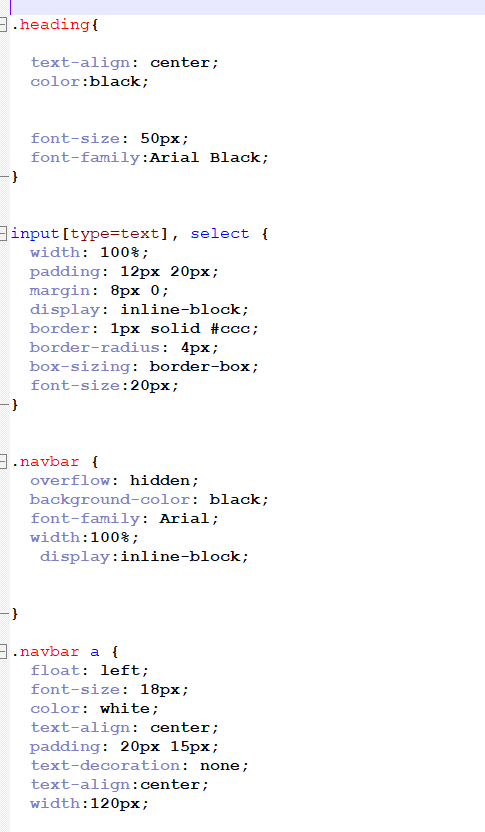 .heading{
text-align: center;
color:black;
font-size: 50px;
font-family:Arial Black;
}
input[type=text], select {
width: 100%;
padding: 12px 20px;
margin: 8px 0;
display: inline-block;
border: 1px solid #ccc;
border-radius: 4px;
box-sizing: border-box;
font-size:20px;
}
.navbar {
overflow: hidden;
background-color: black;
font-family: Arial;
width:100%;
display:inline-block;
}
.navbar a {
float: left;
font-size: 18px;
color: white;
text-align: center;
padding: 20px 15px;
text-decoration: none;
text-align:center;
width:120px;